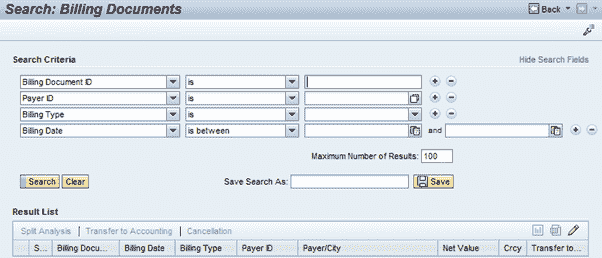 Search: Billing Documents Back
Search Criteria Hide Search Fields
Billing Document ID is
Payer ID is
Billing Type is
Billing Date is between and
Maximum Number of Results: 100
Search Clear Save Search As: Save
Result List
Split Analysis Transfer to Accounting Cancellation
S... Billing Docu... Billing Date Billing Type Payer ID Payer/City Net Value Crcy Transfer to...